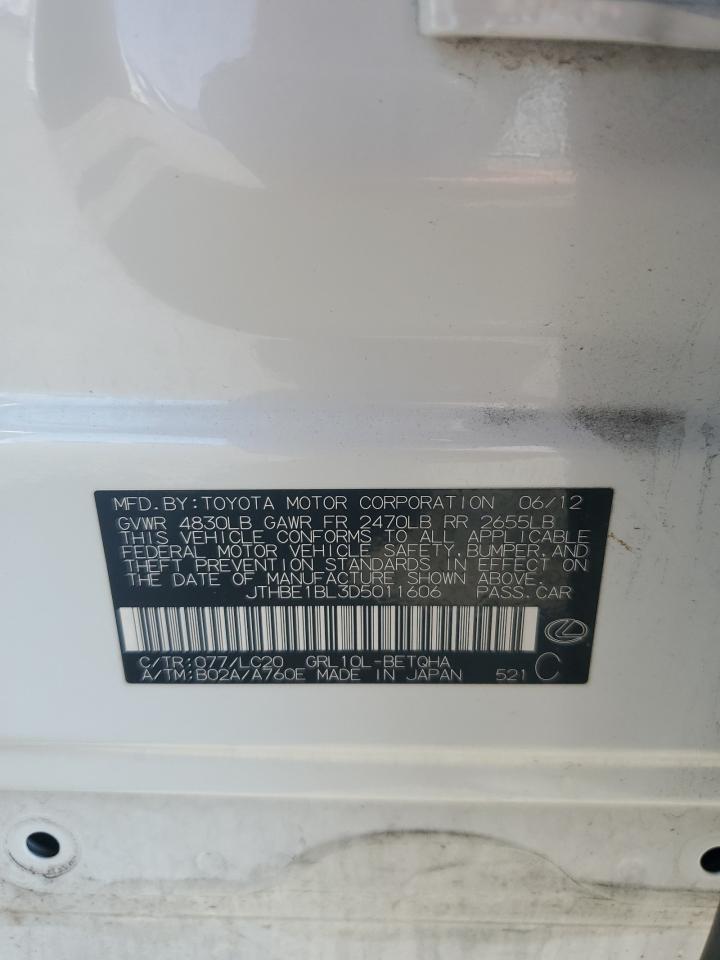 MFD.BY:TOYOTA MOTOR CORPORATION 06/12
GVWR 4830LB GAWR FR 2470LB RR 2655LB
THIS VEHICLE CONFORMS TO ALL APPLICABLE
FEDERAL MOTOR VEHICLE SAFETY,BUMPER,AND
THEFT PREVENTION STANDARDS IN EFFECT ON
THE DATE OF MANUFACTURE SHOWN ABOVE.
JTHBE1BL3D5011606 PASS.CAR
C/TR:077/LC20 GRL10L-BETQHA
A/TM:B02A/A760E MADE IN JAPAN 521 C